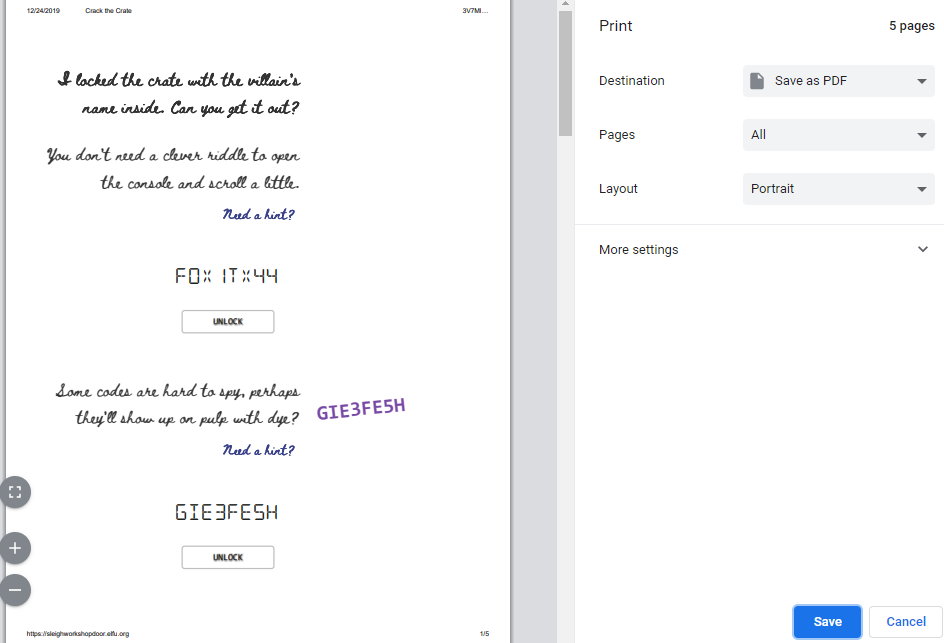 12/24/2019 Crack the Crate 3V7MI...
I locked the crate with the villain's
name inside. Can you get it out?
You don't need a clever riddle to open
the console and scroll a little.
Need a hint?
F0X1TX44
UNLOCK
Some codes are hard to spy, perhaps
they'll show up on pulp with dye?
GIE3FE5H
Need a hint?
GIE3FE5H
UNLOCK
https://sleighworkshopdoor.elfu.org 1/5
Print 5 pages
Destination Save as PDF
Pages All
Layout Portrait
More settings
Save Cancel